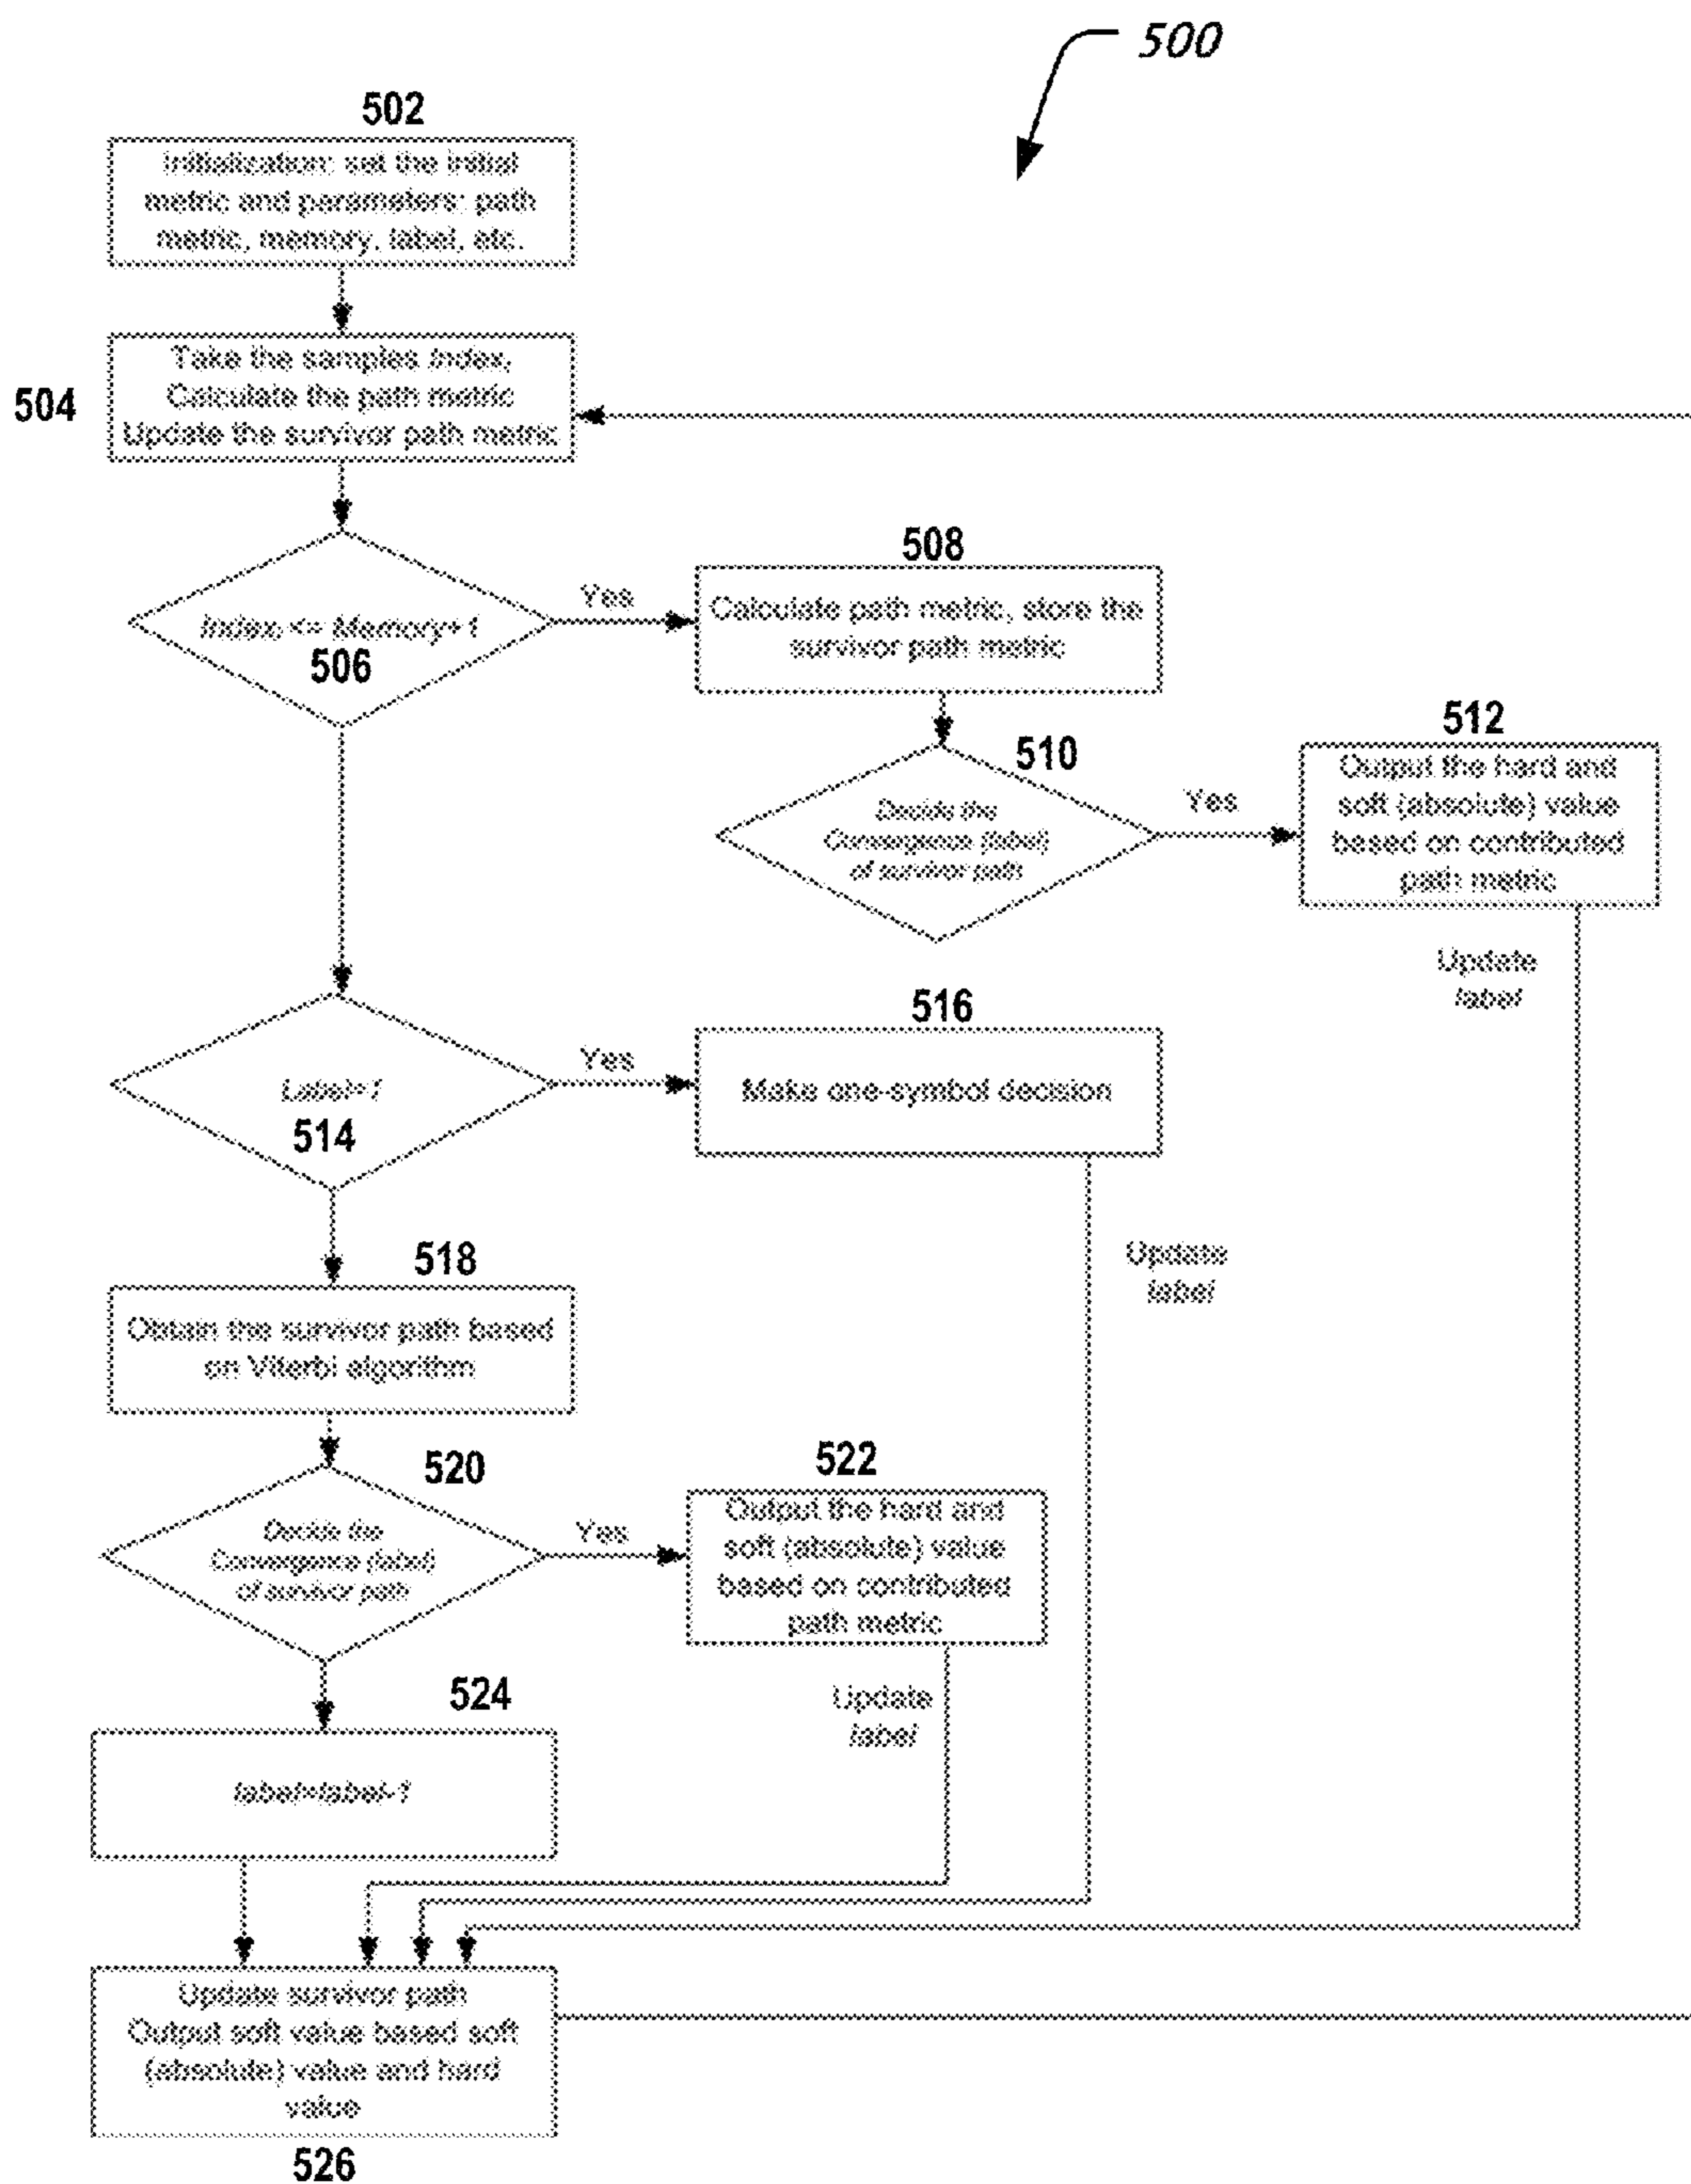 500
502
Initialization: set the initial
metric and parameters: path
metric, memory, label, etc.
504
Take the samples Index,
Calculate the path metric
Update the survivor path metric
Index <= Memory+1
506
Yes
508
Calculate path metric, store the
survivor path metric
510
Decide the
Convergence (label)
of survivor path
Yes
512
Output the hard and
soft (absolute) value
based on contributed
path metric
Update
label
514
Yes
516
Make one-symbol decision
Update
label
518
Obtain the survivor path based
on Viterbi algorithm
520
Decide the
Convergence (label)
of survivor path
Yes
522
Output the hard and
soft (absolute) value
based on contributed
path metric
Update
label
524
label=label-1
Update survivor path
Output soft value based soft
(absolute) value and hard
value
526